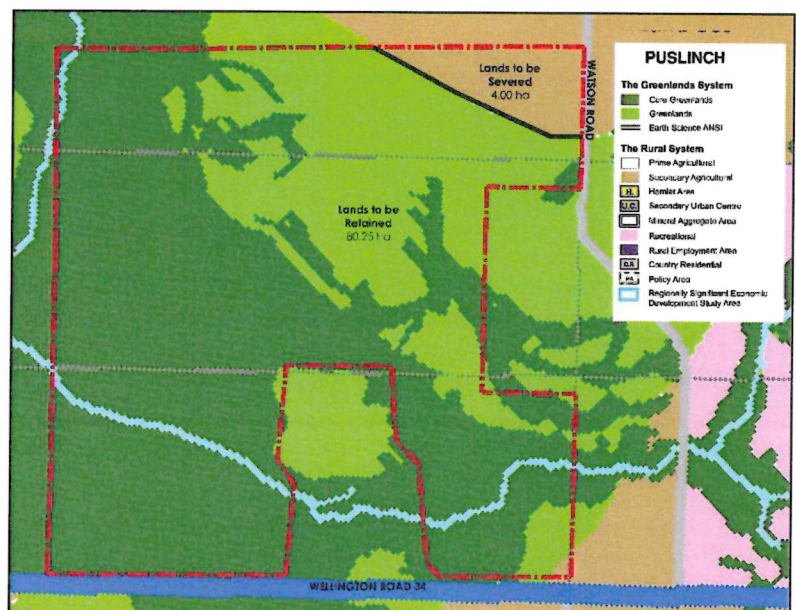 Lands to be
Severed
4.00 ha
WATSON ROAD
Lands to be
Retained
80.25 ha
WELLINGTON ROAD 34
PUSLINCH
The Greenlands System
Core Greenlands
Greenlands
Earth Science ANSI
The Rural System
Prime Agricultural
Secondary Agricultural
H. Hamlet Area
U.C. Secondary Urban Centre
Mineral Aggregate Area
Recreational
Rural Employment Area
C.R. Country Residential
PA Policy Area
Regionally Significant Economic
Development Study Area